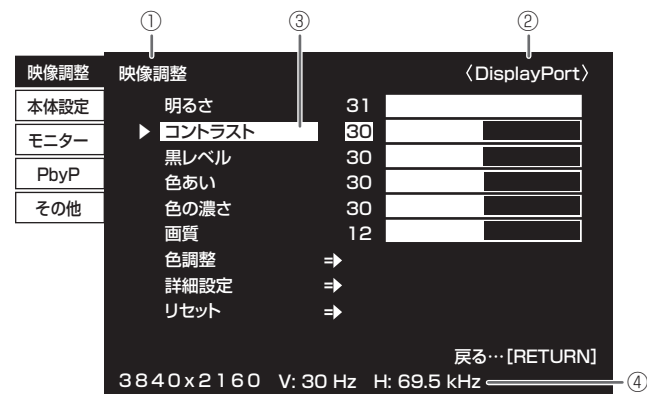 ① ③ ②
映像調整
本体設定
モニター
PbyP
その他
映像調整 〈DisplayPort〉
明るさ 31
コントラスト 30
黒レベル 30
色あい 30
色の濃さ 30
画質 12
色調整
詳細設定
リセット
戻る…[RETURN]
3840x2160 V: 30 Hz H: 69.5 kHz ④